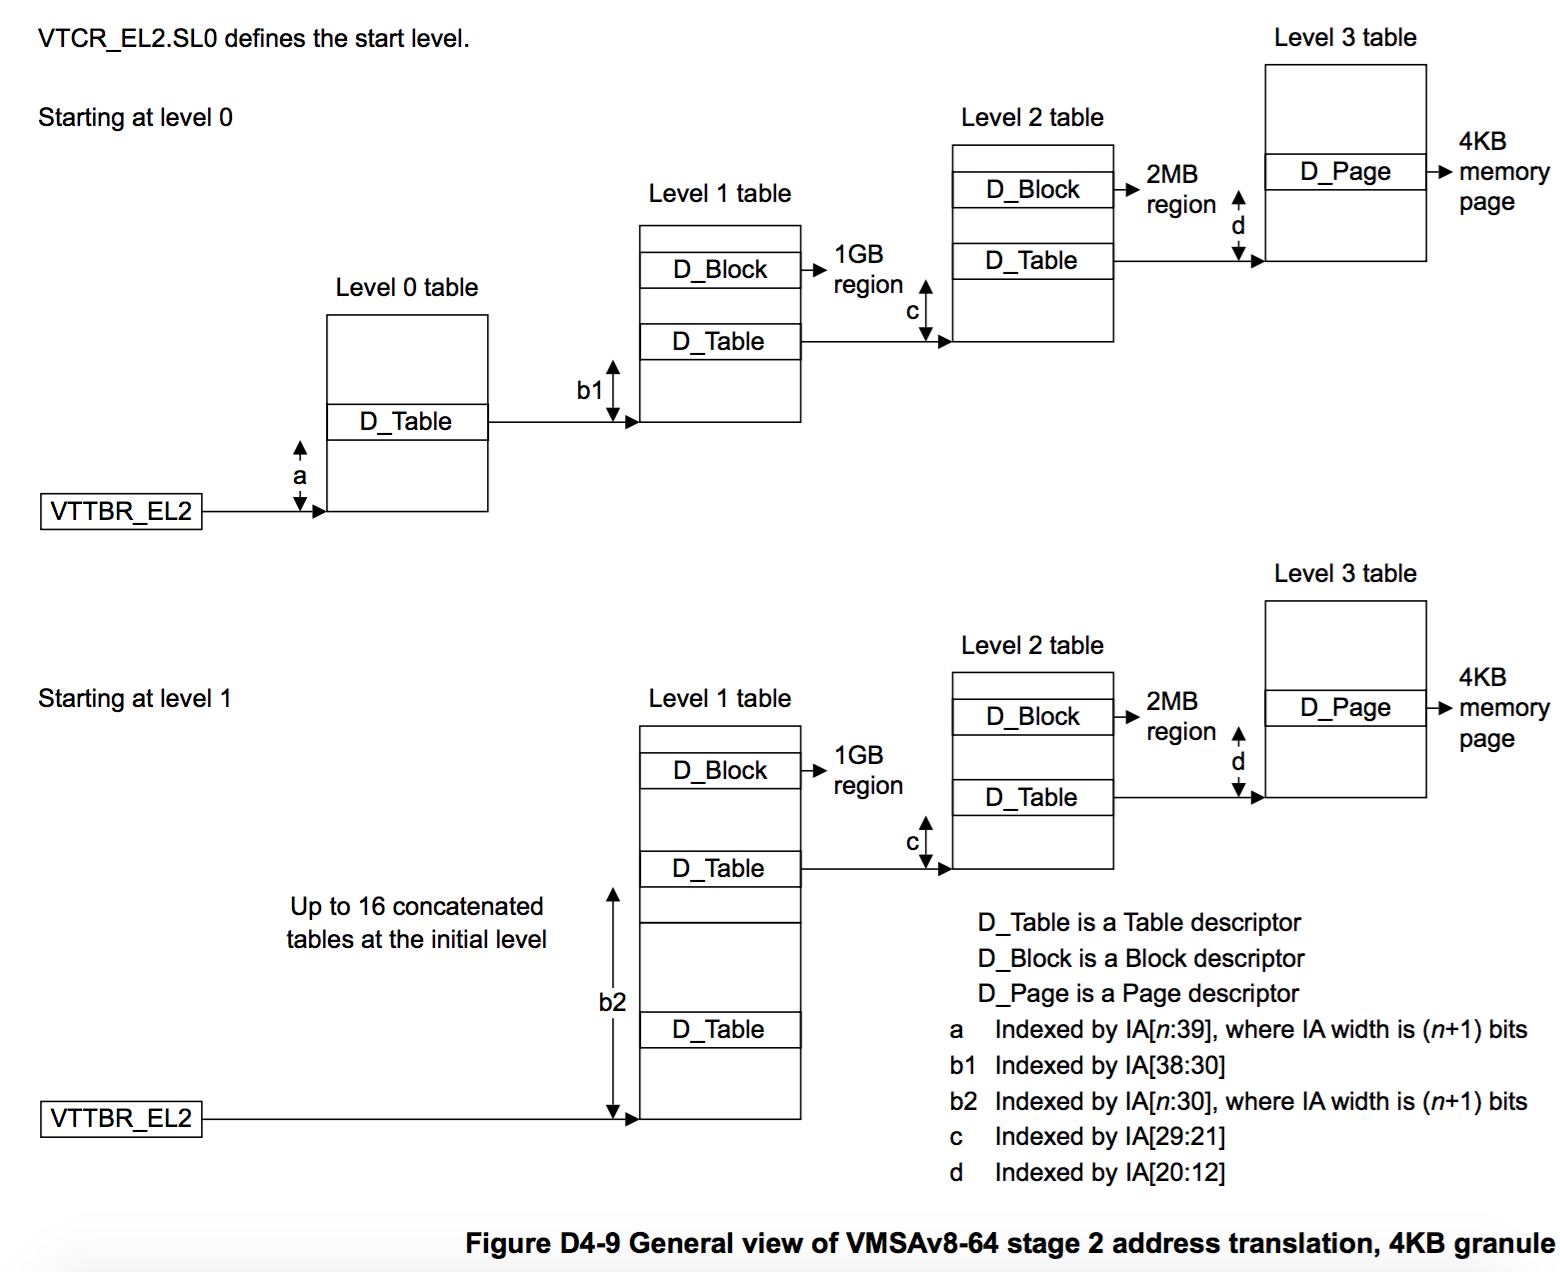 VTCR_EL2.SL0 defines the start level.
Starting at level 0
Level 3 table
D_Page
4KB
memory
page
Level 2 table
D_Block
2MB
region
d
D_Table
Level 1 table
D_Block
1GB
region
c
D_Table
Level 0 table
b1
D_Table
a
VTTBR_EL2
Starting at level 1
Level 3 table
D_Page
4KB
memory
page
Level 2 table
D_Block
2MB
region
d
D_Table
Level 1 table
D_Block
1GB
region
c
D_Table
Up to 16 concatenated
tables at the initial level
b2
D_Table
VTTBR_EL2
D_Table is a Table descriptor
D_Block is a Block descriptor
D_Page is a Page descriptor
a Indexed by IA[n:39], where IA width is (n+1) bits
b1 Indexed by IA[38:30]
b2 Indexed by IA[n:30], where IA width is (n+1) bits
c Indexed by IA[29:21]
d Indexed by IA[20:12]
Figure D4-9 General view of VMSAv8-64 stage 2 address translation, 4KB granule